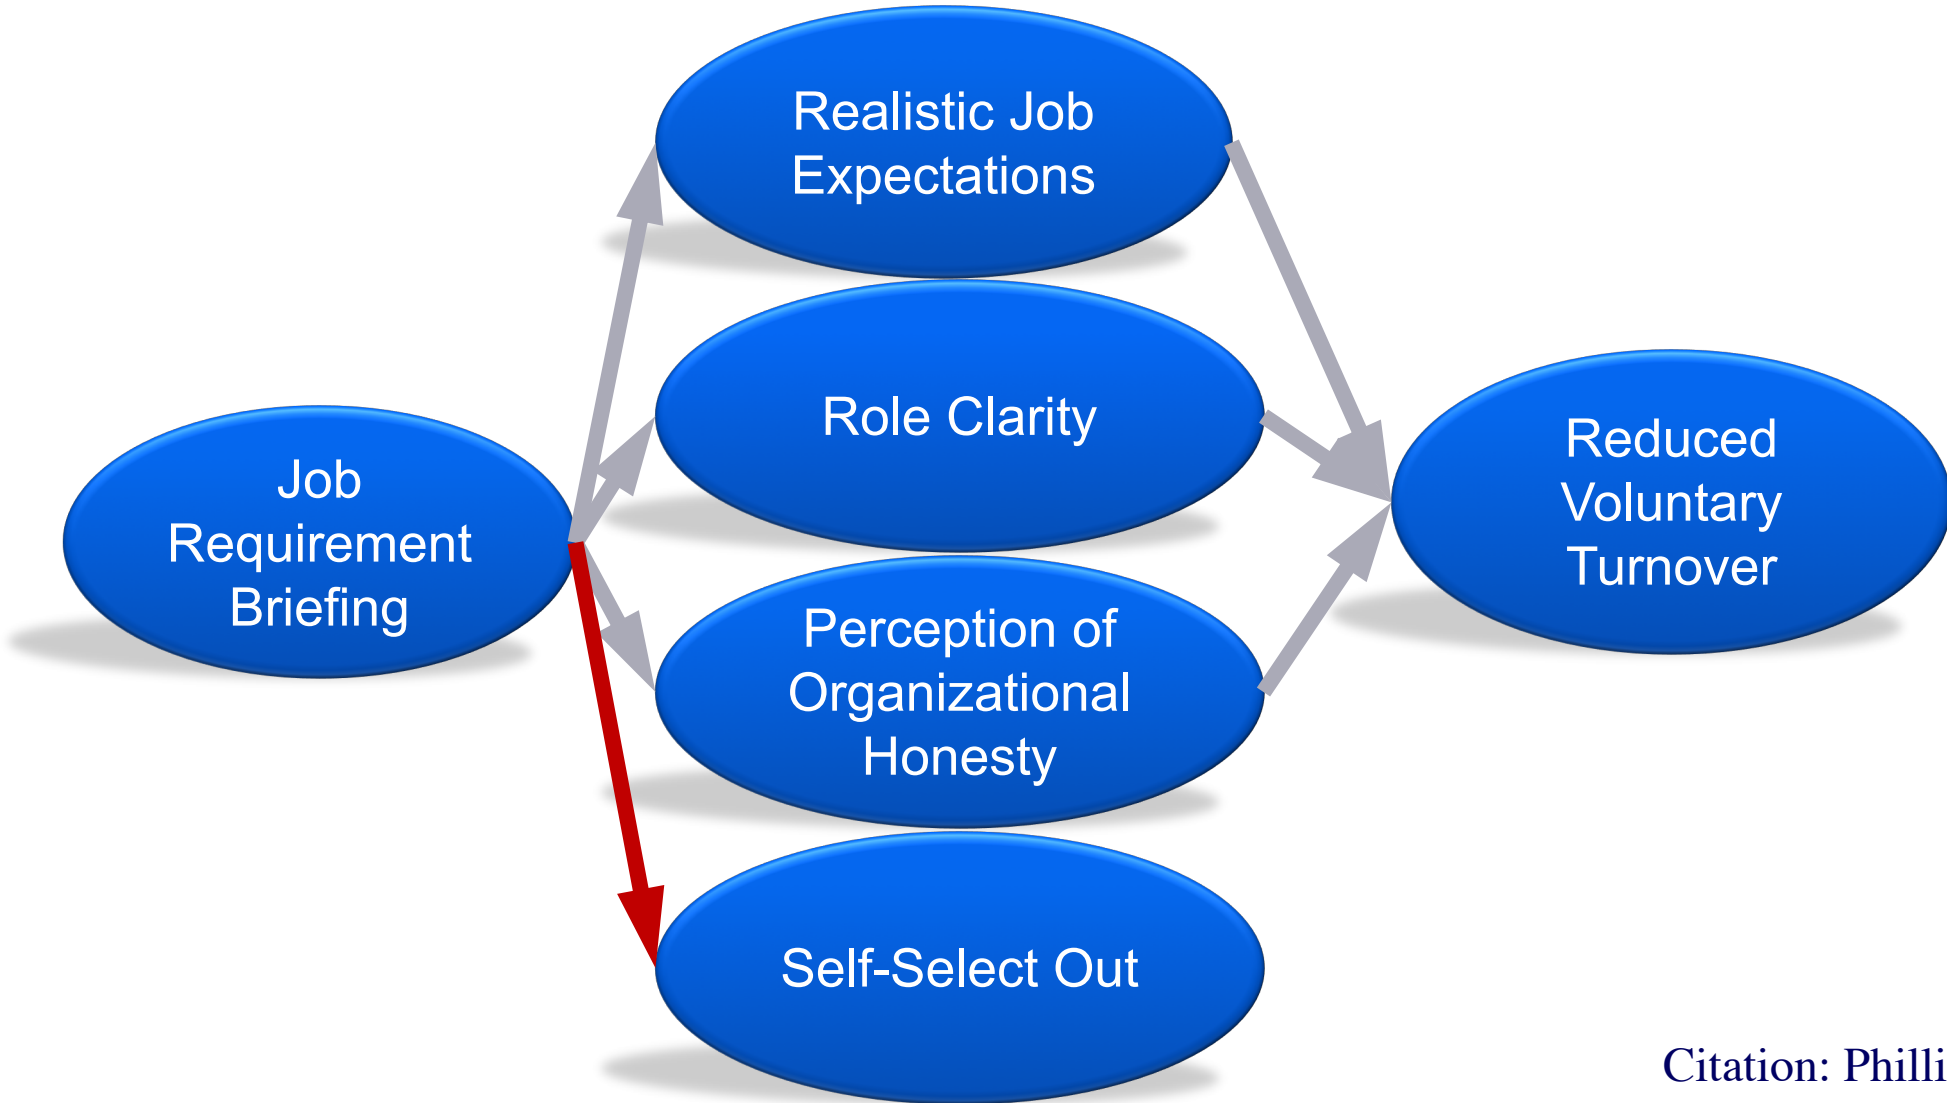 Realistic Job
Expectations
Role Clarity
Job
Requirement
Briefing
Reduced
Voluntary
Turnover
Perception of
Organizational
Honesty
Self-Select Out
Citation: Philli